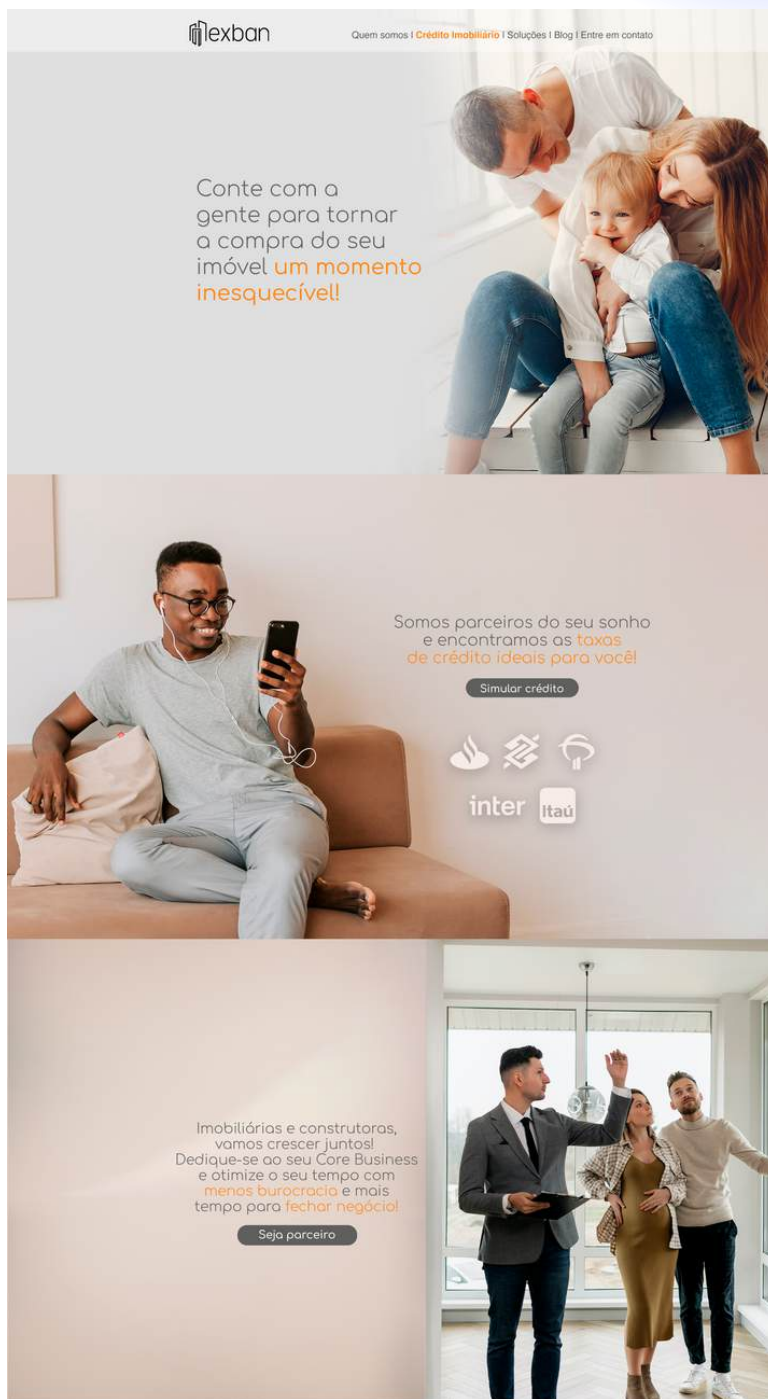 flexban
Quem somos I Crédito Imobiliário I Soluções I Blog I Entre em contato
Conte com a
gente para tornar
a compra do seu
imóvel um momento
inesquecível!
Somos parceiros do seu sonho
e encontramos as taxas
de crédito ideais para você!
Simular crédito
inter Itaú
Imobiliárias e construtoras,
vamos crescer juntos!
Dedique-se ao seu Core Business
e otimize o seu tempo com
menos burocracia e mais
tempo para fechar negócio!
Seja parceiro